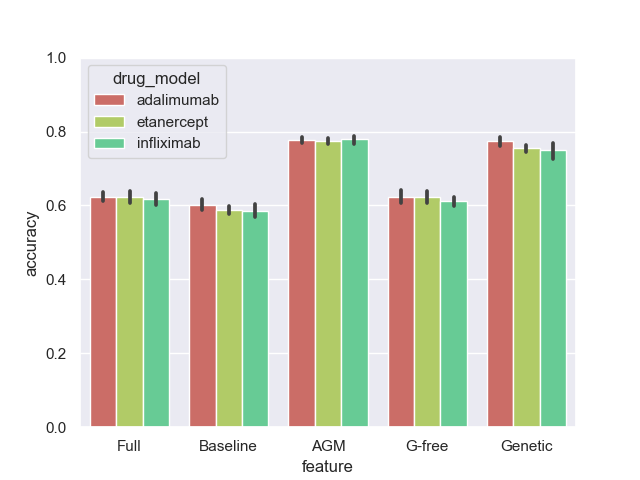 1.0
0.8
0.6
0.4
0.2
0.0
accuracy
drug_model
adalimumab
etanercept
infliximab
Full Baseline AGM G-free Genetic
feature